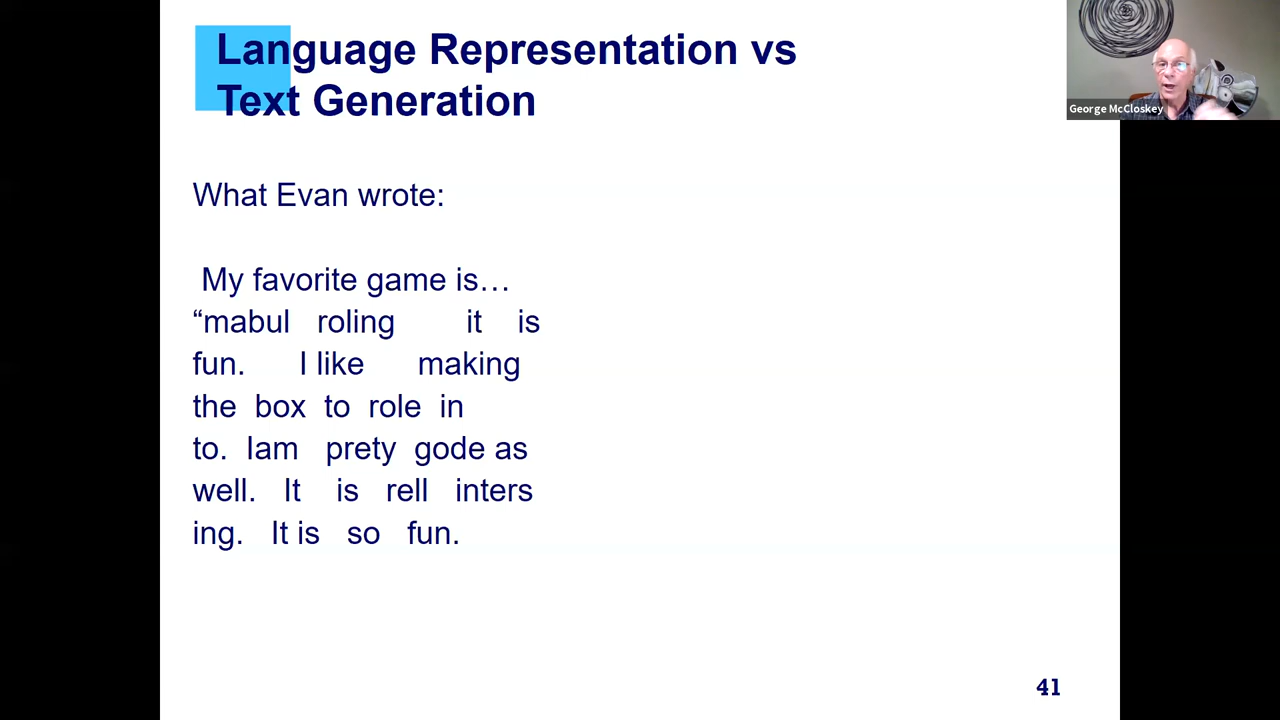 Language Representation vs
Text Generation
George McCloskey
What Evan wrote:
My favorite game is…
“mabul roling it is
fun. I like making
the box to role in
to. Iam prety gode as
well. It is rell inters
ing. It is so fun.
41